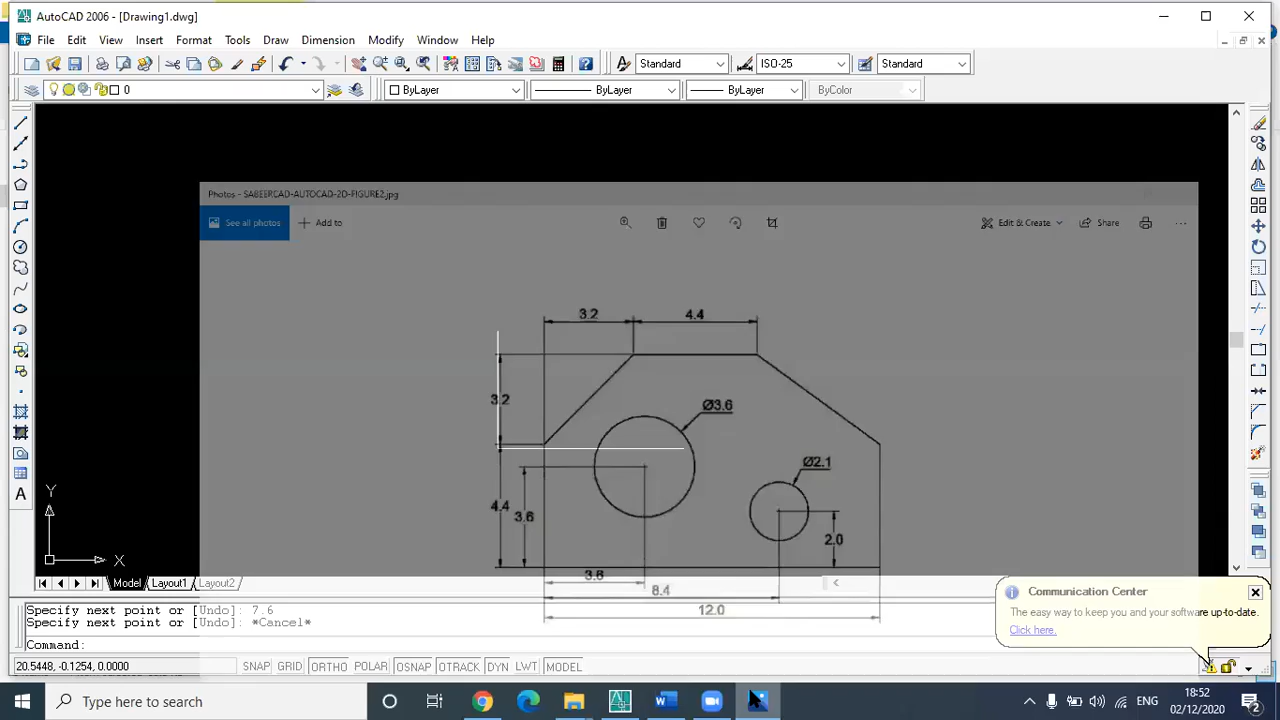 AutoCAD 2006 - [Drawing1.dwg]
File Edit View Insert Format Tools Draw Dimension Modify Window Help
Standard ISO-25 Standard
0 ByLayer ByLayer ByLayer ByColor
Photos - SABEERCAD-AUTOCAD-2D-FIGURE2.jpg
See all photos Add to Edit & Create Share
3.2 4.4
3.2
Ø3.6
Ø2.1
4.4
3.6
2.0
3.6
8.4
12.0
Y
X
A
Model Layout1 Layout2
Specify next point or [Undo]: 7.6
Specify next point or [Undo]: *Cancel*
Command:
Communication Center
The easy way to keep you and your software up-to-date.
Click here.
20.5448, -0.1254, 0.0000 SNAP GRID ORTHO POLAR OSNAP OTRACK DYN LWT MODEL
Type here to search
ENG
18:52
02/12/2020
2